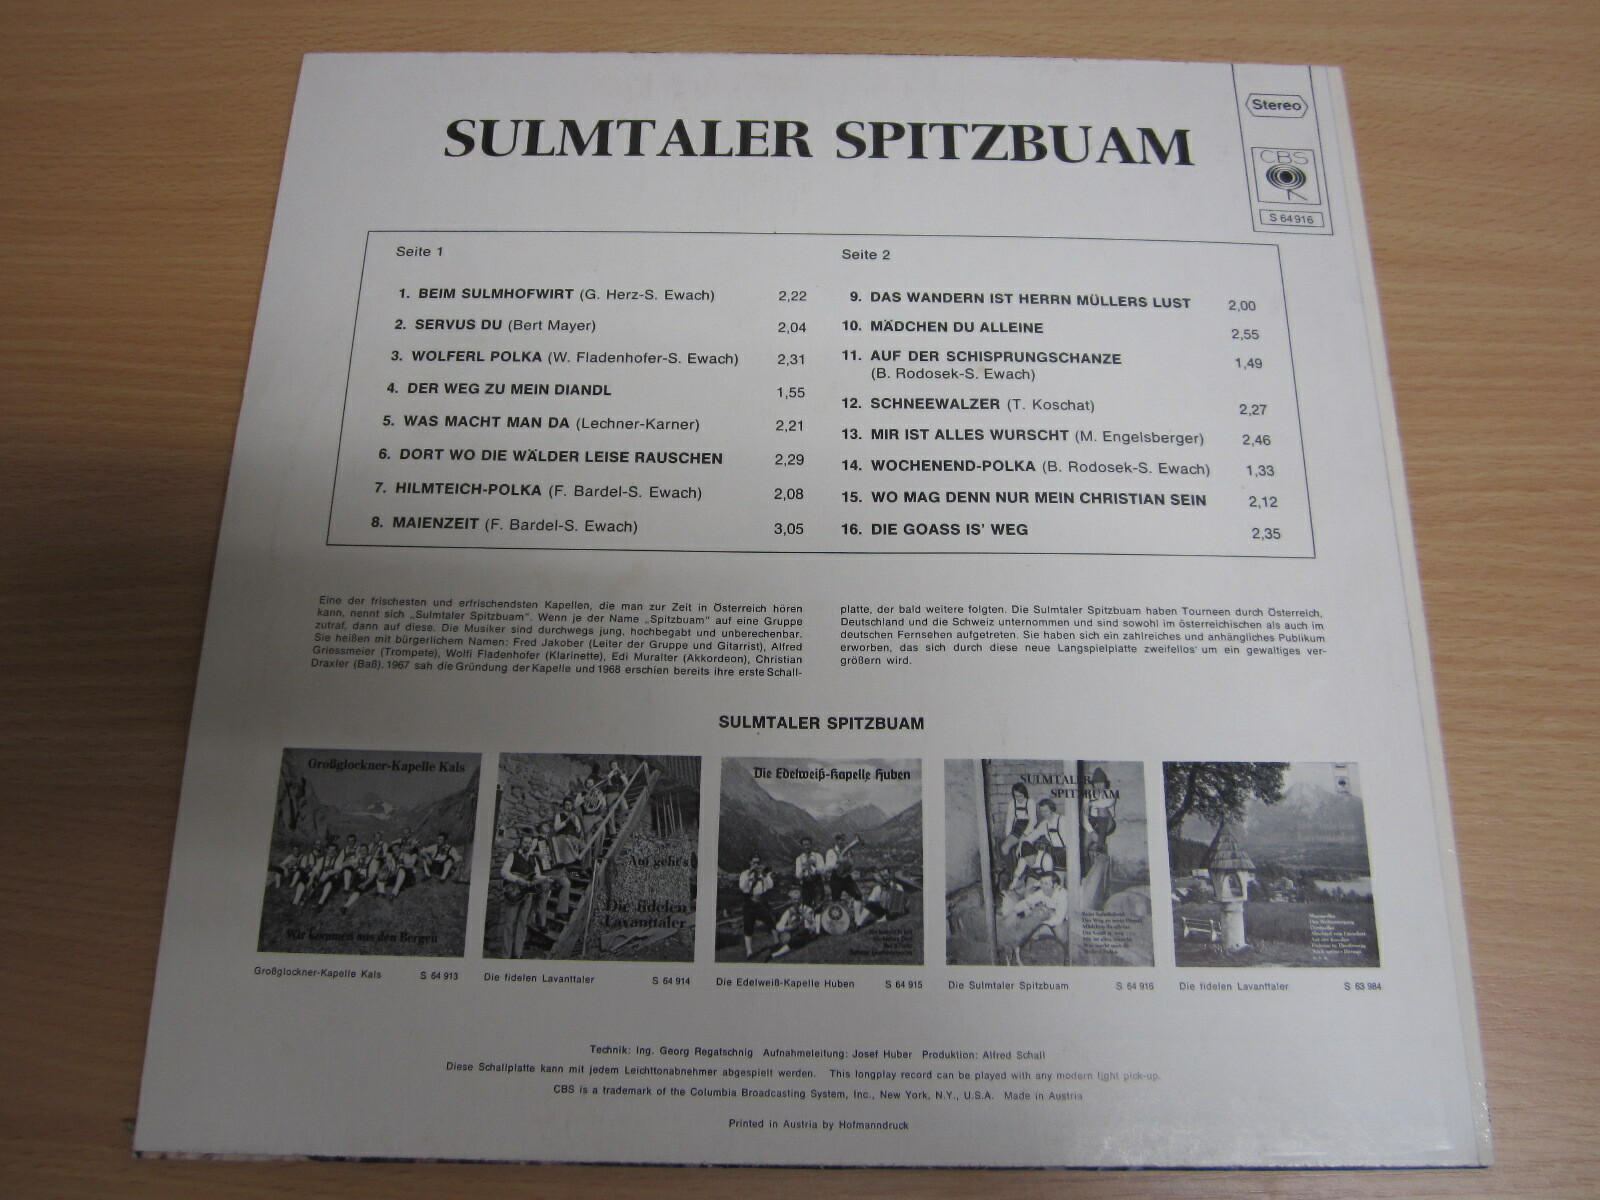 SULMTALER SPITZBUAM
Stereo
CBS
S 64916
Seite 1
1. BEIM SULMHOFWIRT (G. Herz-S. Ewach) 2,22
2. SERVUS DU (Bert Mayer) 2,04
3. WOLFERL POLKA (W. Fladenhofer-S. Ewach) 2,31
4. DER WEG ZU MEIN DIANDL 1,55
5. WAS MACHT MAN DA (Lechner-Karner) 2,21
6. DORT WO DIE WÄLDER LEISE RAUSCHEN 2,29
7. HILMTEICH-POLKA (F. Bardel-S. Ewach) 2,08
8. MAIENZEIT (F. Bardel-S. Ewach) 3,05
Seite 2
9. DAS WANDERN IST HERRN MÜLLERS LUST 2,00
10. MÄDCHEN DU ALLEINE 2,55
11. AUF DER SCHISPRUNGSCHANZE 1,49
(B. Rodosek-S. Ewach)
12. SCHNEEWALZER (T. Koschat) 2,27
13. MIR IST ALLES WURSCHT (M. Engelsberger) 2,46
14. WOCHENEND-POLKA (B. Rodosek-S. Ewach) 1,33
15. WO MAG DENN NUR MEIN CHRISTIAN SEIN 2,12
16. DIE GOASS IS' WEG 2,35
Eine der frischesten und erfrischendsten Kapellen, die man zur Zeit in Österreich hören
kann, nennt sich „Sulmtaler Spitzbuam". Wenn je der Name „Spitzbuam" auf eine Gruppe
zutraf, dann auf diese. Die Musiker sind durchwegs jung, hochbegabt und unberechenbar.
Sie heißen mit bürgerlichem Namen: Fred Jakober (Leiter der Gruppe und Gitarrist), Alfred
Griessmeier (Trompete), Wolfi Fladenhofer (Klarinette), Edi Muralter (Akkordeon), Christian
Draxler (Baß). 1967 sah die Gründung der Kapelle und 1968 erschien bereits ihre erste Schall-
platte, der bald weitere folgten. Die Sulmtaler Spitzbuam haben Tourneen durch Österreich,
Deutschland und die Schweiz unternommen und sind sowohl im österreichischen als auch im
deutschen Fernsehen aufgetreten. Sie haben sich ein zahlreiches und anhängliches Publikum
erworben, das sich durch diese neue Langspielplatte zweifellos um ein gewaltiges ver-
größern wird.
SULMTALER SPITZBUAM
Großglockner-Kapelle Kals
Wir kommen aus den Bergen
Auf geht's
Die fidelen
Lavanttaler
Die Edelweiß-Kapelle Huben
SULMTALER
SPITZBUAM
Großglockner-Kapelle Kals S 64 913
Die fidelen Lavanttaler S 64 914
Die Edelweiß-Kapelle Huben S 64 915
Die Sulmtaler Spitzbuam S 64 916
Die fidelen Lavanttaler S 63 984
Technik: Ing. Georg Regatschnig Aufnahmeleitung: Josef Huber Produktion: Alfred Schall
Diese Schallplatte kann mit jedem Leichttonabnehmer abgespielt werden. This longplay record can be played with any modern light pick-up.
CBS is a trademark of the Columbia Broadcasting System, Inc., New York, N.Y., U.S.A. Made in Austria
Printed in Austria by Hofmanndruck